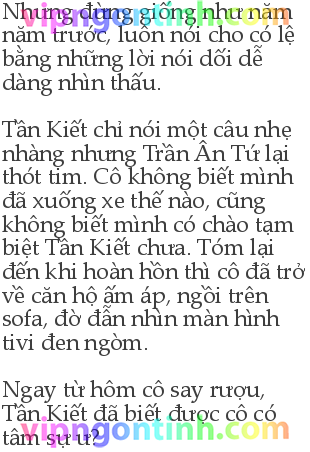 Nhưng đừng giống như năm
năm trước, luôn nói cho có lệ
bằng những lời nói dối dễ
dàng nhìn thấu.
Tần Kiết chỉ nói một câu nhẹ
nhàng nhưng Trần Ân Tứ lại
thót tim. Cô không biết mình
đã xuống xe thế nào, cũng
không biết mình có chào tạm
biệt Tần Kiết chưa. Tóm lại
đến khi hoàn hồn thì cô đã trở
về căn hộ ấm áp, ngồi trên
sofa, đờ đẫn nhìn màn hình
tivi đen ngòm.
Ngay từ hôm cô say rượu,
Tần Kiết đã biết được cô có
tâm sự ư?
vipngontinh.com
vipngontinh.com